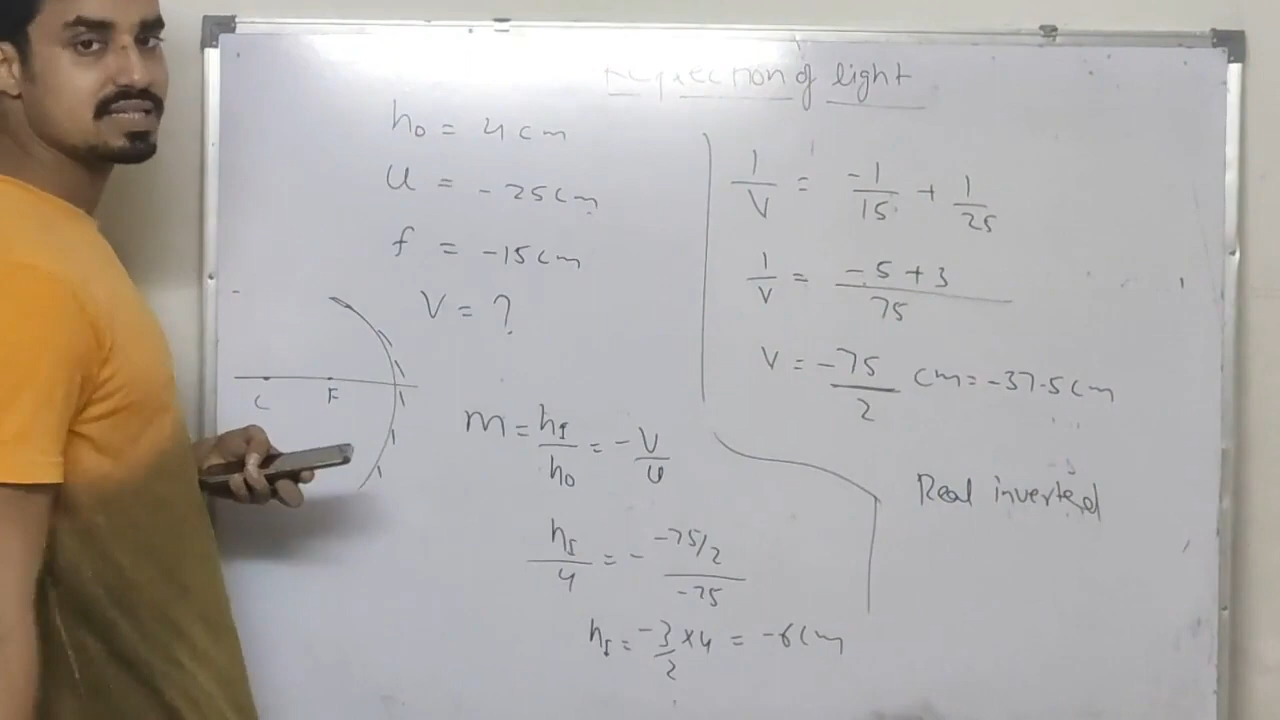 of light
h₀ = 4 cm
u = -25 cm
f = -15 cm
V = ?
C F
m = h_I/h₀ = -V/u
h_I/4 = - (-75/2)/(-25)
h_I = -3/2 × 4 = -6 cm
1/V = -1/15 + 1/25
1/V = (-5 + 3)/75
V = -75/2 cm = -37.5 cm
Real inverted